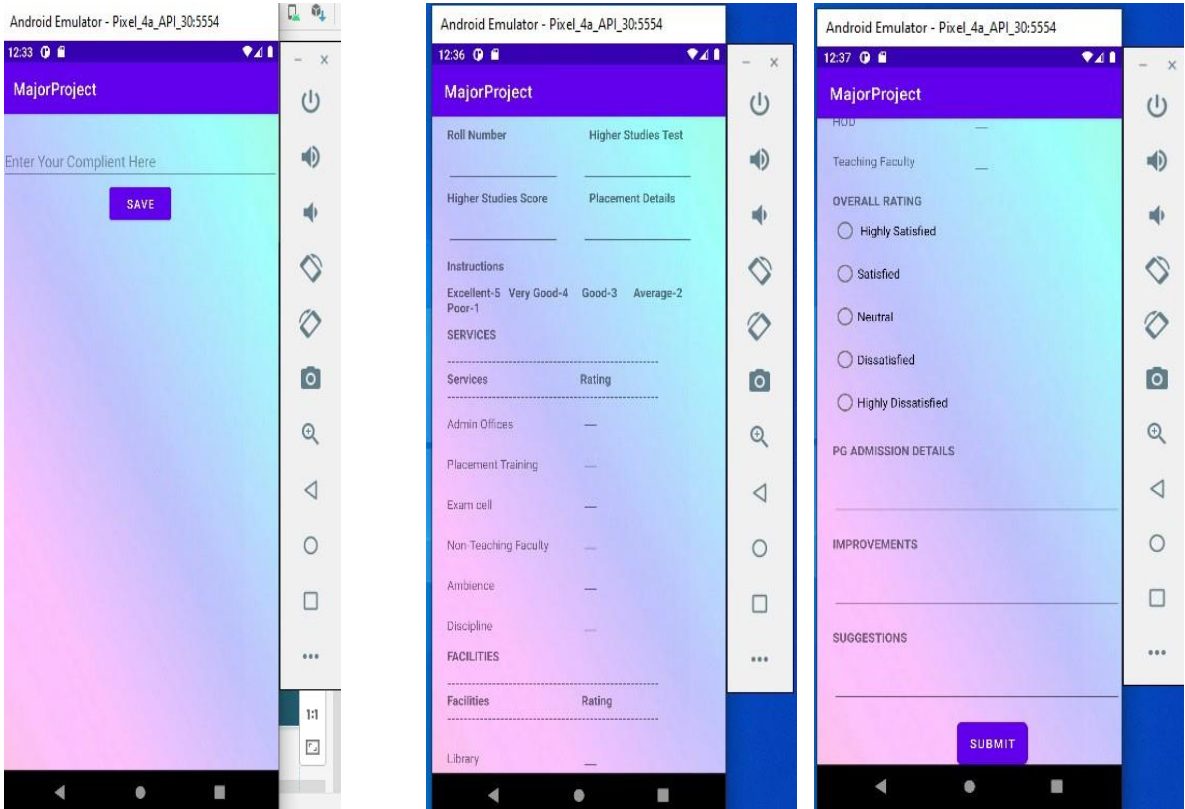 Android Emulator - Pixel_4a_API_30:5554
12:33
MajorProject
Enter Your Complient Here
SAVE
1:1
Android Emulator - Pixel_4a_API_30:5554
12:36
MajorProject
Roll Number Higher Studies Test
Higher Studies Score Placement Details
Instructions
Excellent-5 Very Good-4 Good-3 Average-2
Poor-1
SERVICES
Services Rating
Admin Offices
Placement Training
Exam cell
Non-Teaching Faculty
Ambience
Discipline
FACILITIES
Facilities Rating
Library
Android Emulator - Pixel_4a_API_30:5554
12:37
MajorProject
HOD
Teaching Faculty
OVERALL RATING
Highly Satisfied
Satisfied
Neutral
Dissatisfied
Highly Dissatisfied
PG ADMISSION DETAILS
IMPROVEMENTS
SUGGESTIONS
SUBMIT